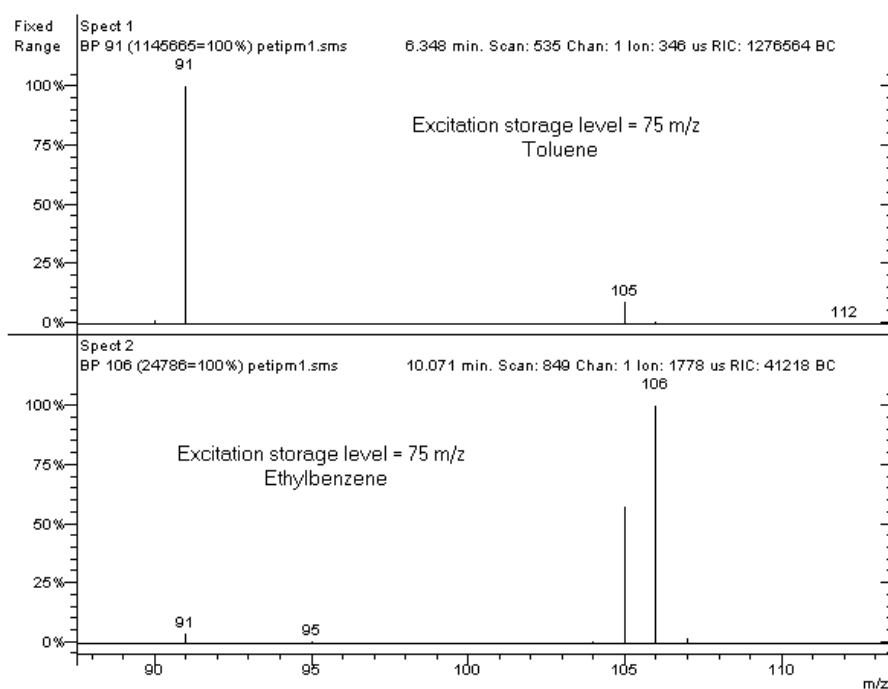 Fixed
Range
Spect 1
BP 91 (1145665=100%) petipm1.sms 6.348 min. Scan: 535 Chan: 1 Ion: 346 us RIC: 1276564 BC
91
100%
Excitation storage level = 75 m/z
Toluene
75%
50%
25%
105
112
0%
Spect 2
BP 106 (24786=100%) petipm1.sms 10.071 min. Scan: 849 Chan: 1 Ion: 1778 us RIC: 41218 BC
106
100%
Excitation storage level = 75 m/z
Ethylbenzene
75%
50%
25%
91
95
0%
90 95 100 105 110
m/z